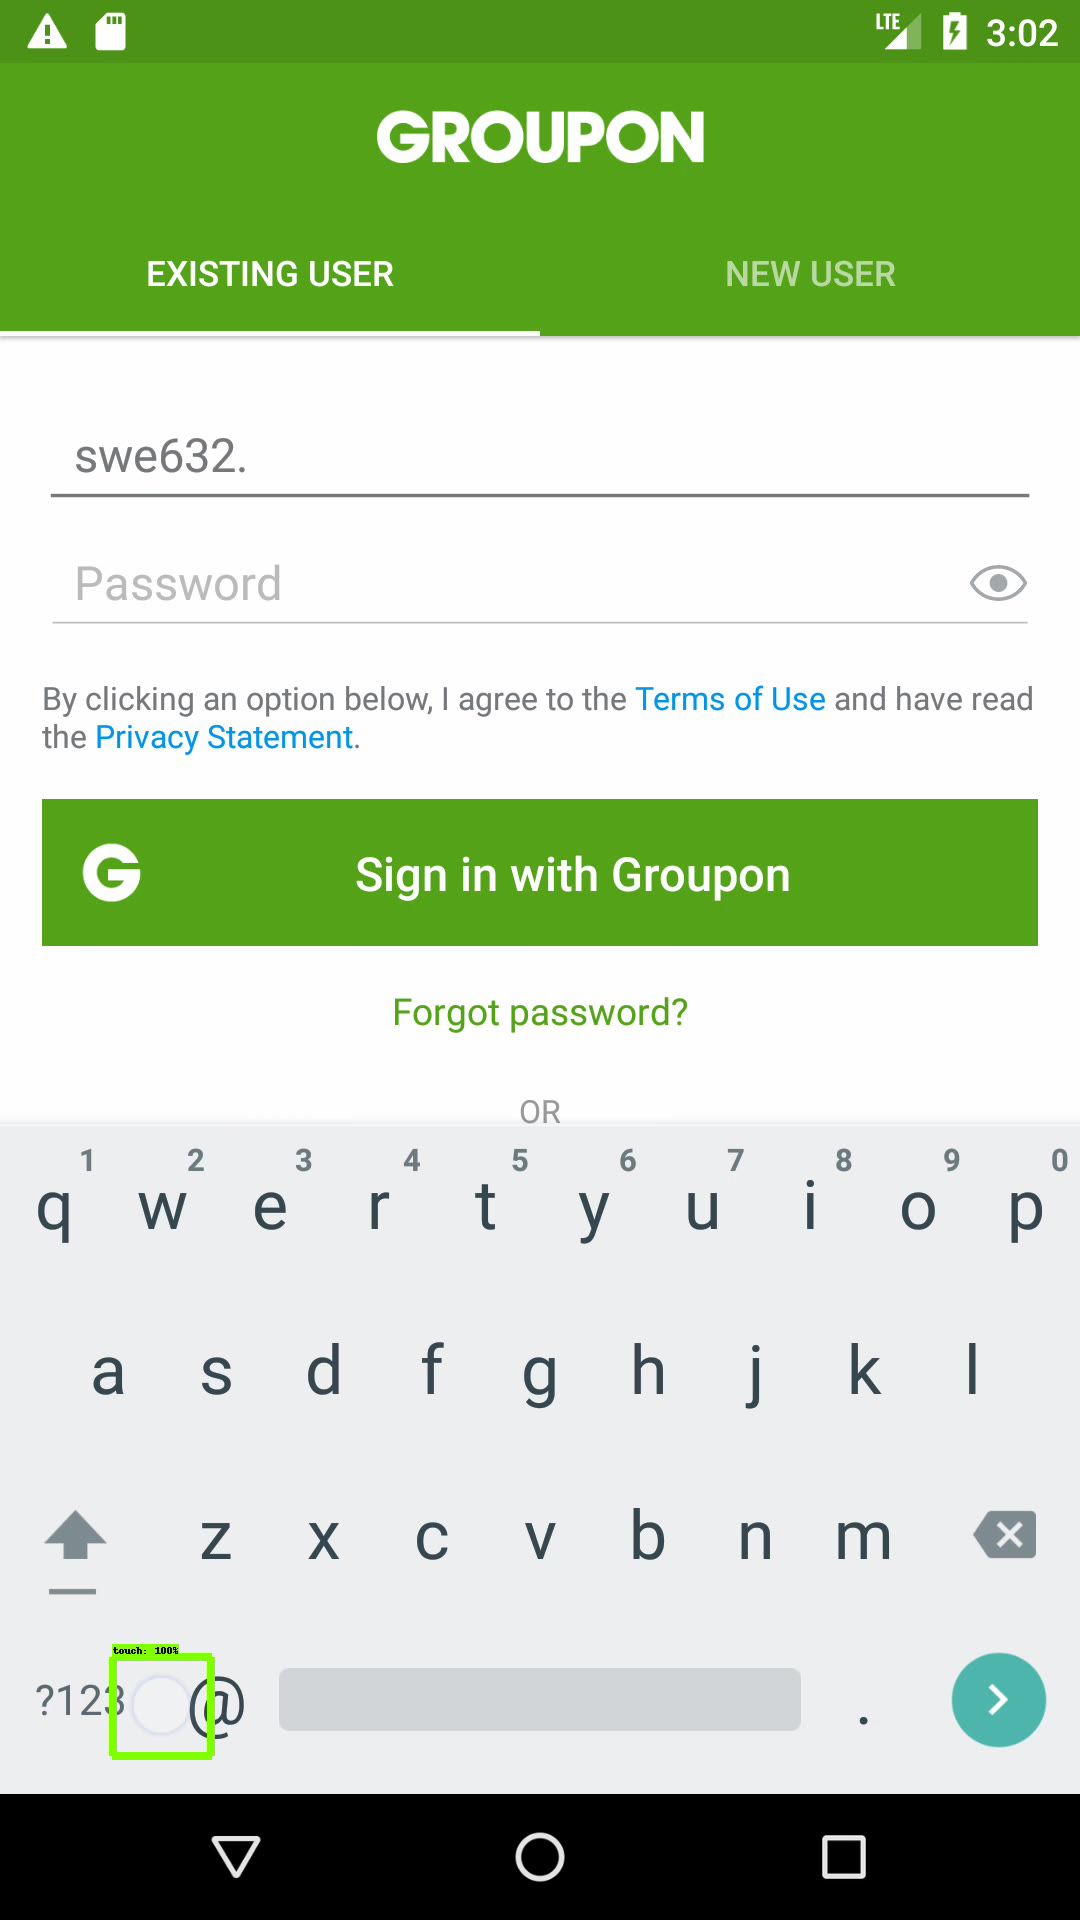 LTE 3:02
GROUPON
EXISTING USER NEW USER
swe632.
Password
By clicking an option below, I agree to the Terms of Use and have read
the Privacy Statement.
G Sign in with Groupon
Forgot password?
OR
1 2 3 4 5 6 7 8 9 0
q w e r t y u i o p
a s d f g h j k l
z x c v b n m
touch: 100%
?123 @ .